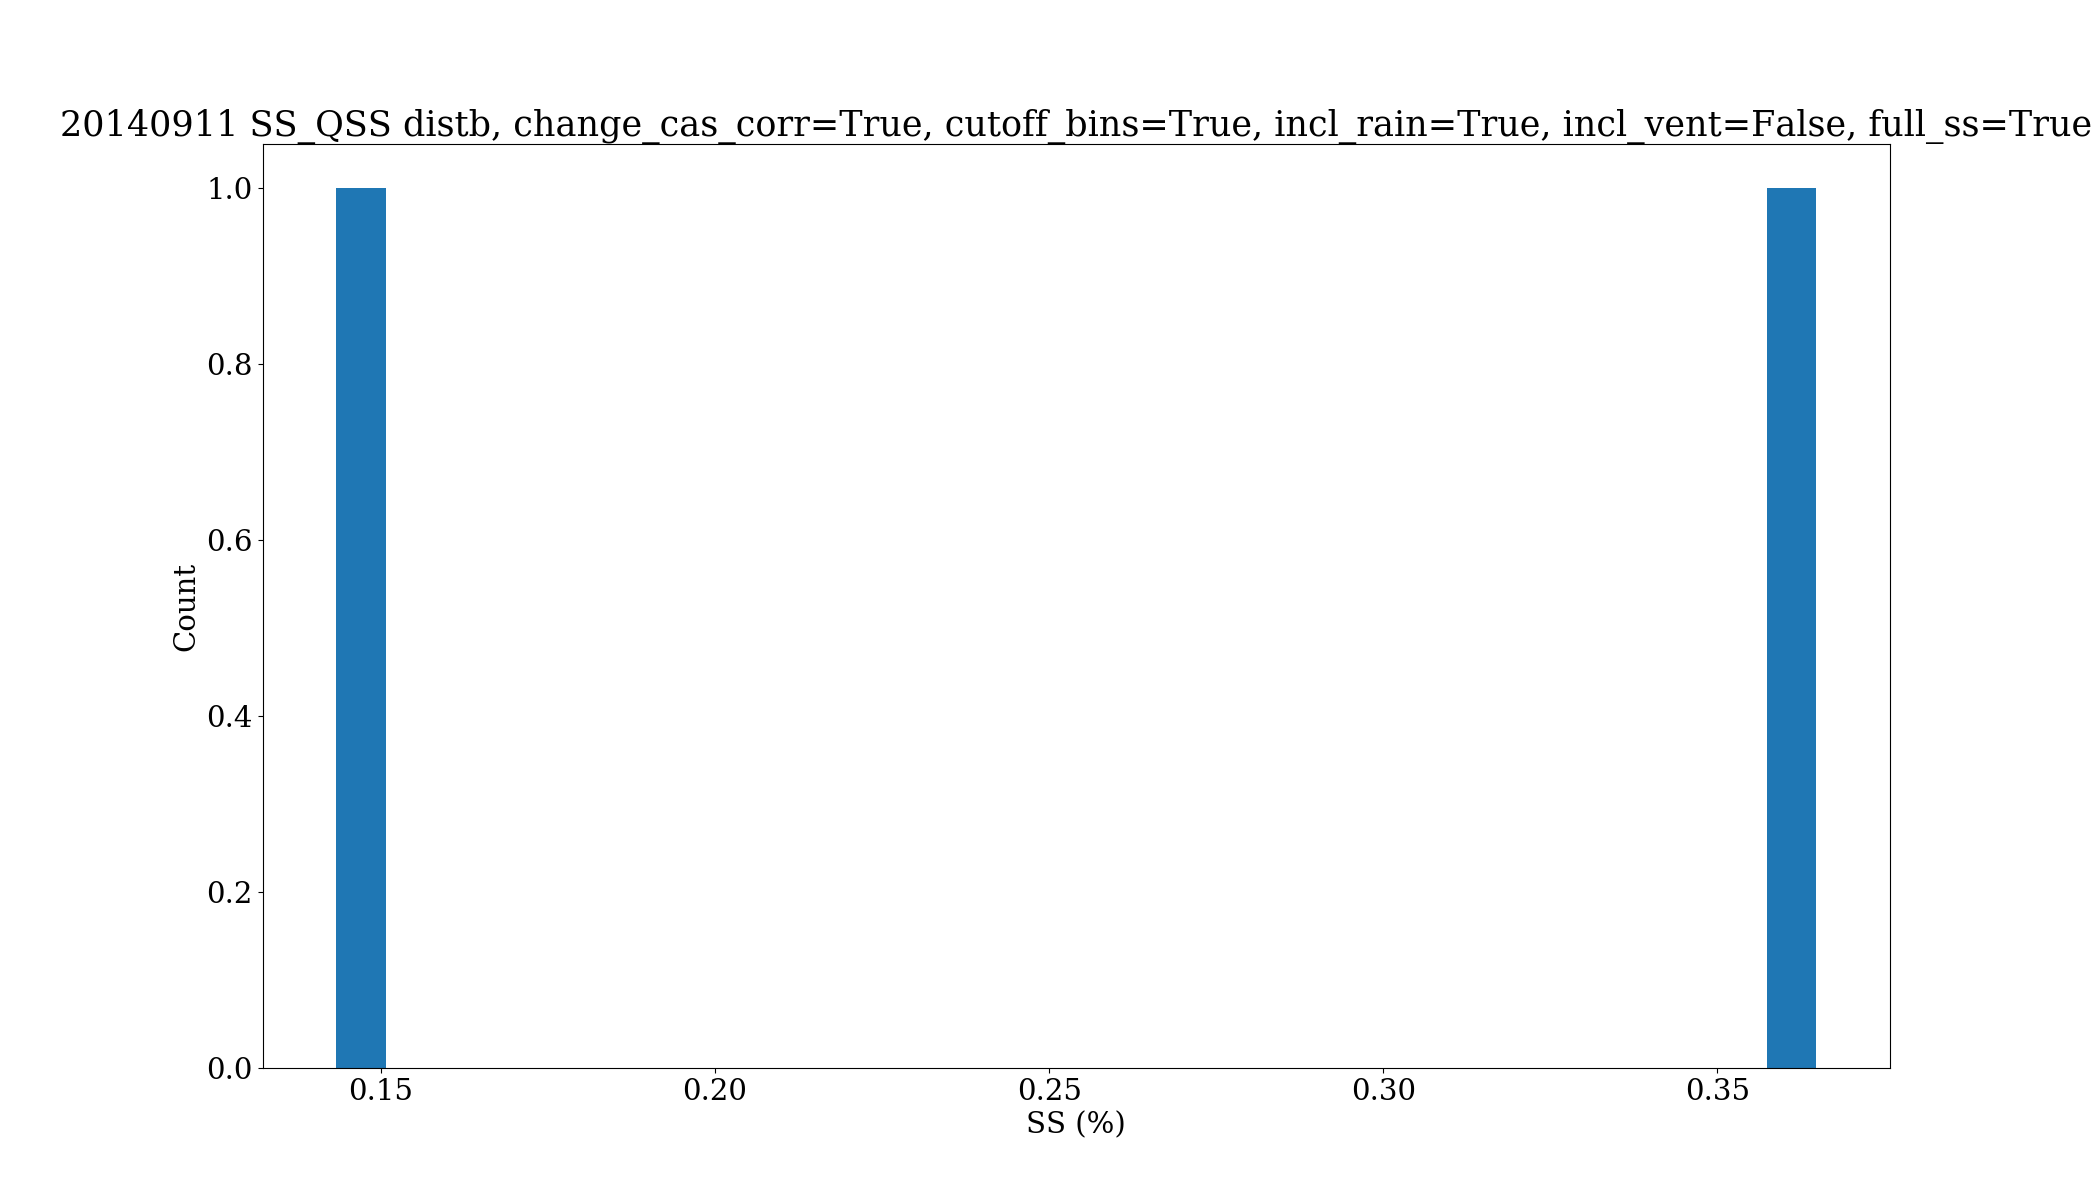 20140911 SS_QSS distb, change_cas_corr=True, cutoff_bins=True, incl_rain=True, incl_vent=False, full_ss=True
1.0
0.8
0.6
0.4
0.2
0.0
Count
0.15 0.20 0.25 0.30 0.35
SS (%)